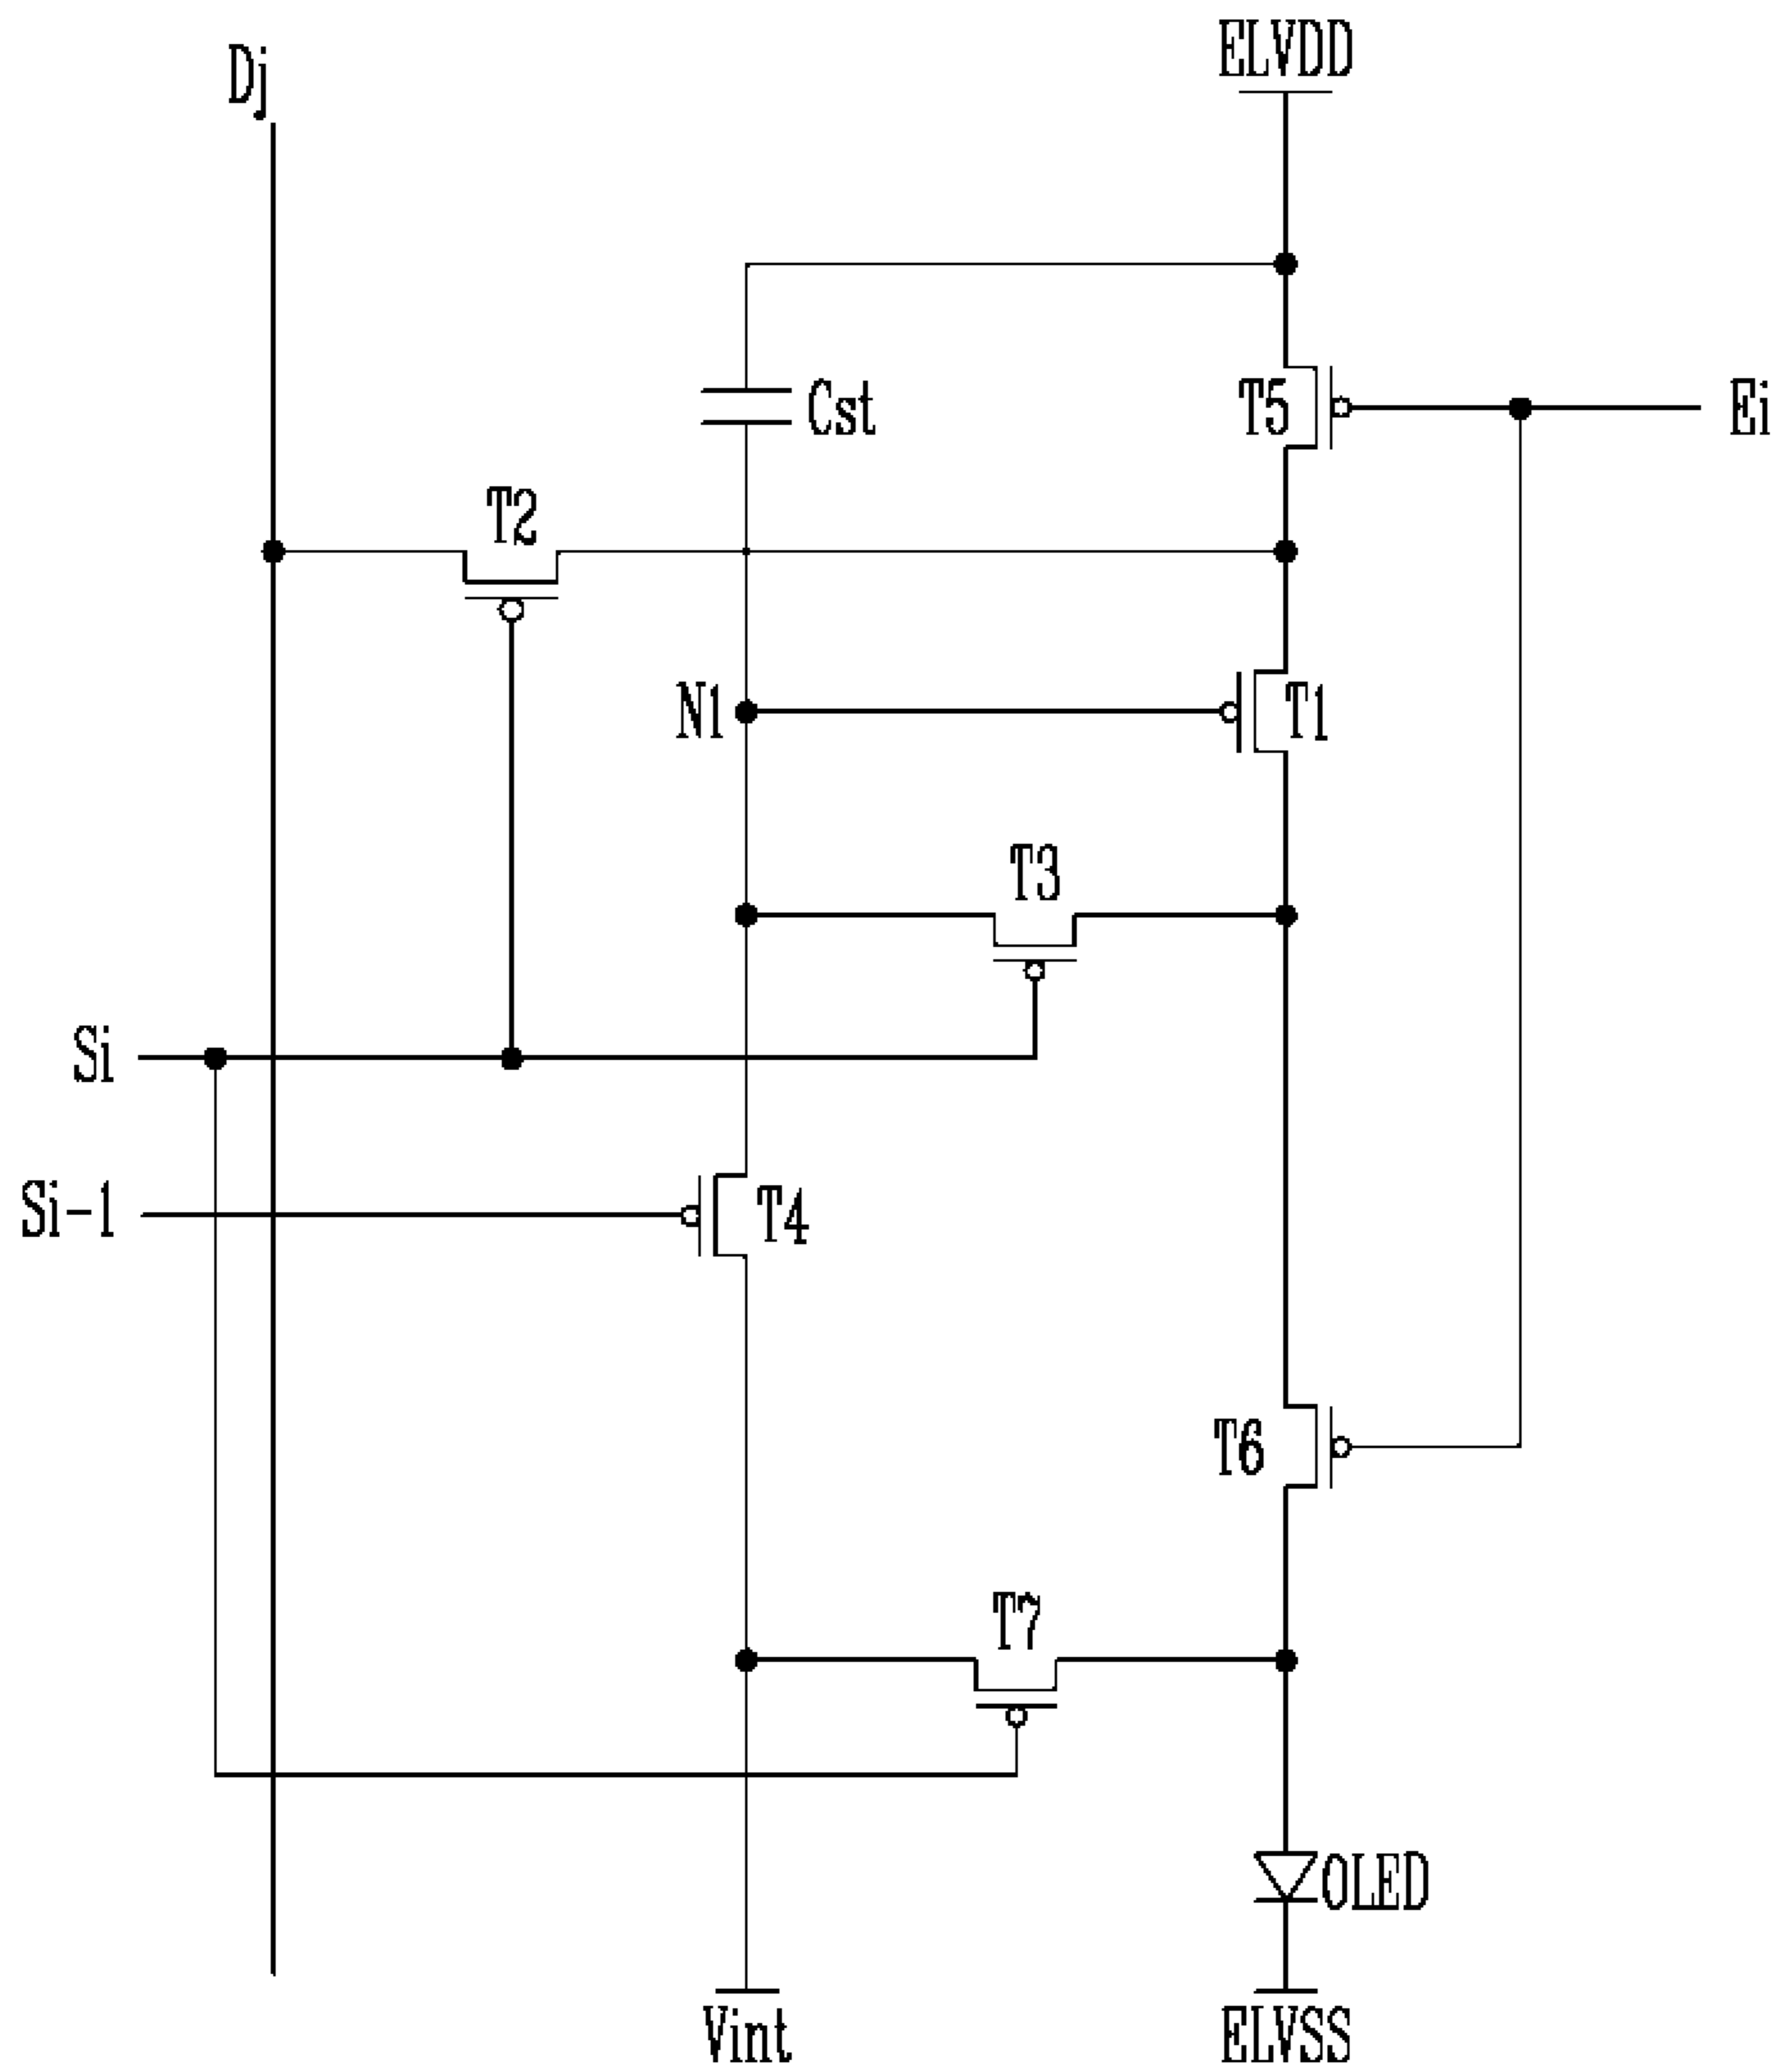 ELVDD
Dj
Cst
T5
Ei
T2
N1
T1
T3
Si
Si-1
T4
T6
T7
OLED
Vint
ELVSS